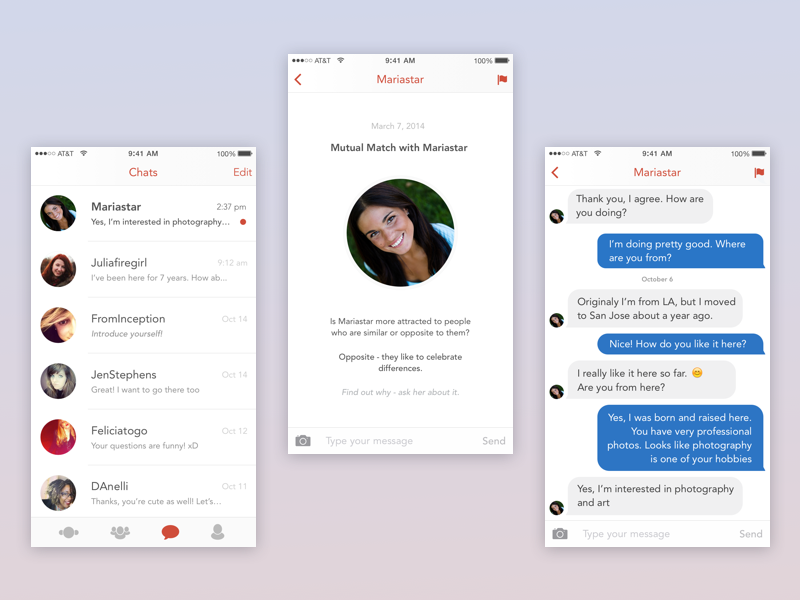 AT&T 9:41 AM 100%
Chats Edit
Mariastar 2:37 pm
Yes, I'm interested in photography…
Juliafiregirl 9:12 am
I've been here for 7 years. How ab...
FromInception Oct 14
Introduce yourself!
JenStephens Oct 14
Great! I want to go there too
Feliciatogo Oct 12
Your questions are funny! xD
DAnelli Oct 11
Thanks, you're cute as well! Let's…
AT&T 9:41 AM 100%
Mariastar
March 7, 2014
Mutual Match with Mariastar
Is Mariastar more attracted to people
who are similar or opposite to them?
Opposite - they like to celebrate
differences.
Find out why - ask her about it.
Type your message Send
AT&T 9:41 AM 100%
Mariastar
Thank you, I agree. How are
you doing?
I'm doing pretty good. Where
are you from?
October 6
Originaly I'm from LA, but I moved
to San Jose about a year ago.
Nice! How do you like it here?
I really like it here so far. 😊
Are you from here?
Yes, I was born and raised here.
You have very professional
photos. Looks like photography
is one of your hobbies
Yes, I'm interested in photography
and art
Type your message Send